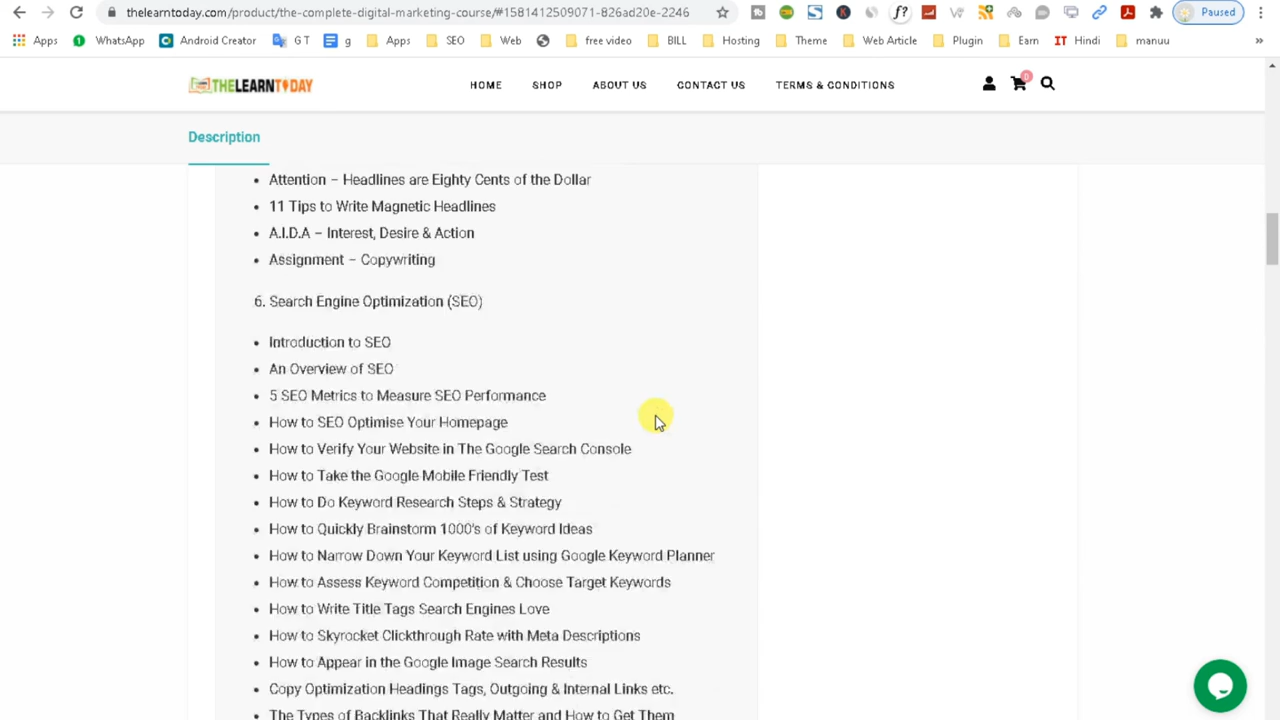 thelearntoday.com/product/the-complete-digital-marketing-course/#1581412509071-826ad20e-2246
f?
Paused
Apps
WhatsApp
Android Creator
G T
g
Apps
SEO
Web
free video
BILL
Hosting
Theme
Web Article
Plugin
Earn
IT Hindi
manuu
»
THELEARNTODAY
HOME
SHOP
ABOUT US
CONTACT US
TERMS & CONDITIONS
0
Description
• Attention – Headlines are Eighty Cents of the Dollar
• 11 Tips to Write Magnetic Headlines
• A.I.D.A – Interest, Desire & Action
• Assignment – Copywriting
6. Search Engine Optimization (SEO)
• Introduction to SEO
• An Overview of SEO
• 5 SEO Metrics to Measure SEO Performance
• How to SEO Optimise Your Homepage
• How to Verify Your Website in The Google Search Console
• How to Take the Google Mobile Friendly Test
• How to Do Keyword Research Steps & Strategy
• How to Quickly Brainstorm 1000's of Keyword Ideas
• How to Narrow Down Your Keyword List using Google Keyword Planner
• How to Assess Keyword Competition & Choose Target Keywords
• How to Write Title Tags Search Engines Love
• How to Skyrocket Clickthrough Rate with Meta Descriptions
• How to Appear in the Google Image Search Results
• Copy Optimization Headings Tags, Outgoing & Internal Links etc.
• The Types of Backlinks That Really Matter and How to Get Them